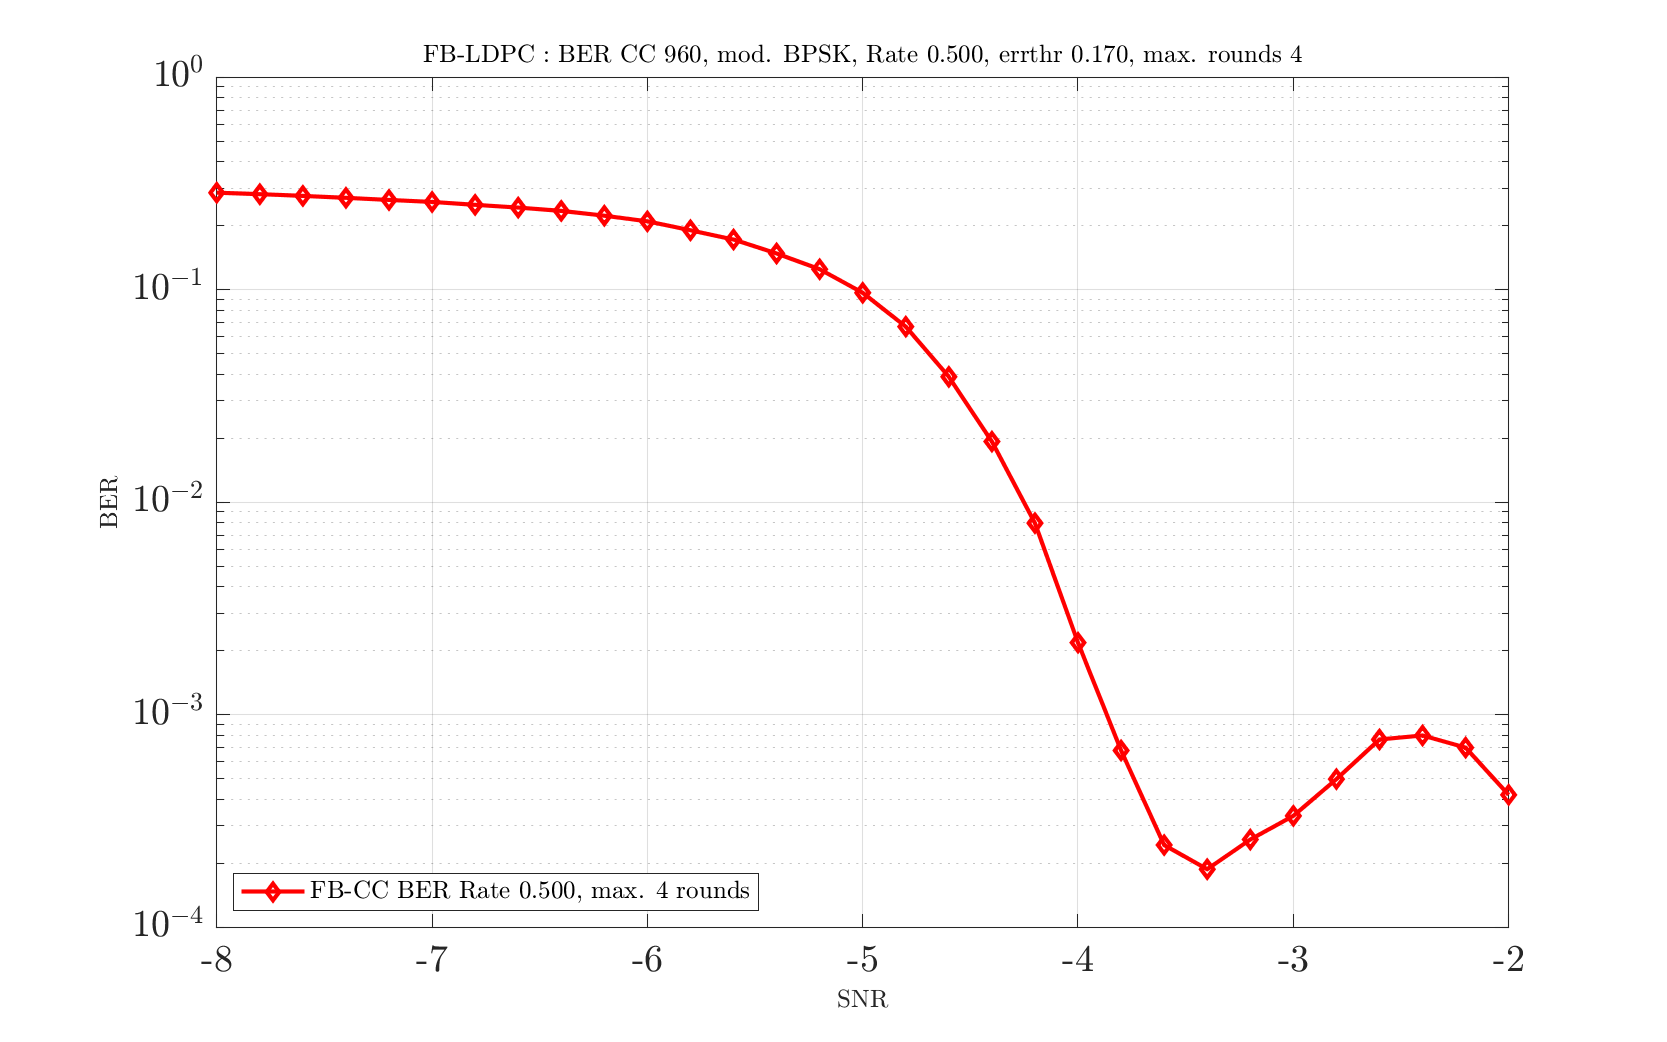 FB-LDPC : BER CC 960, mod. BPSK, Rate 0.500, errthr 0.170, max. rounds 4
10^0
10^−1
10^−2
10^−3
10^−4
BER
FB-CC BER Rate 0.500, max. 4 rounds
-8 -7 -6 -5 -4 -3 -2
SNR